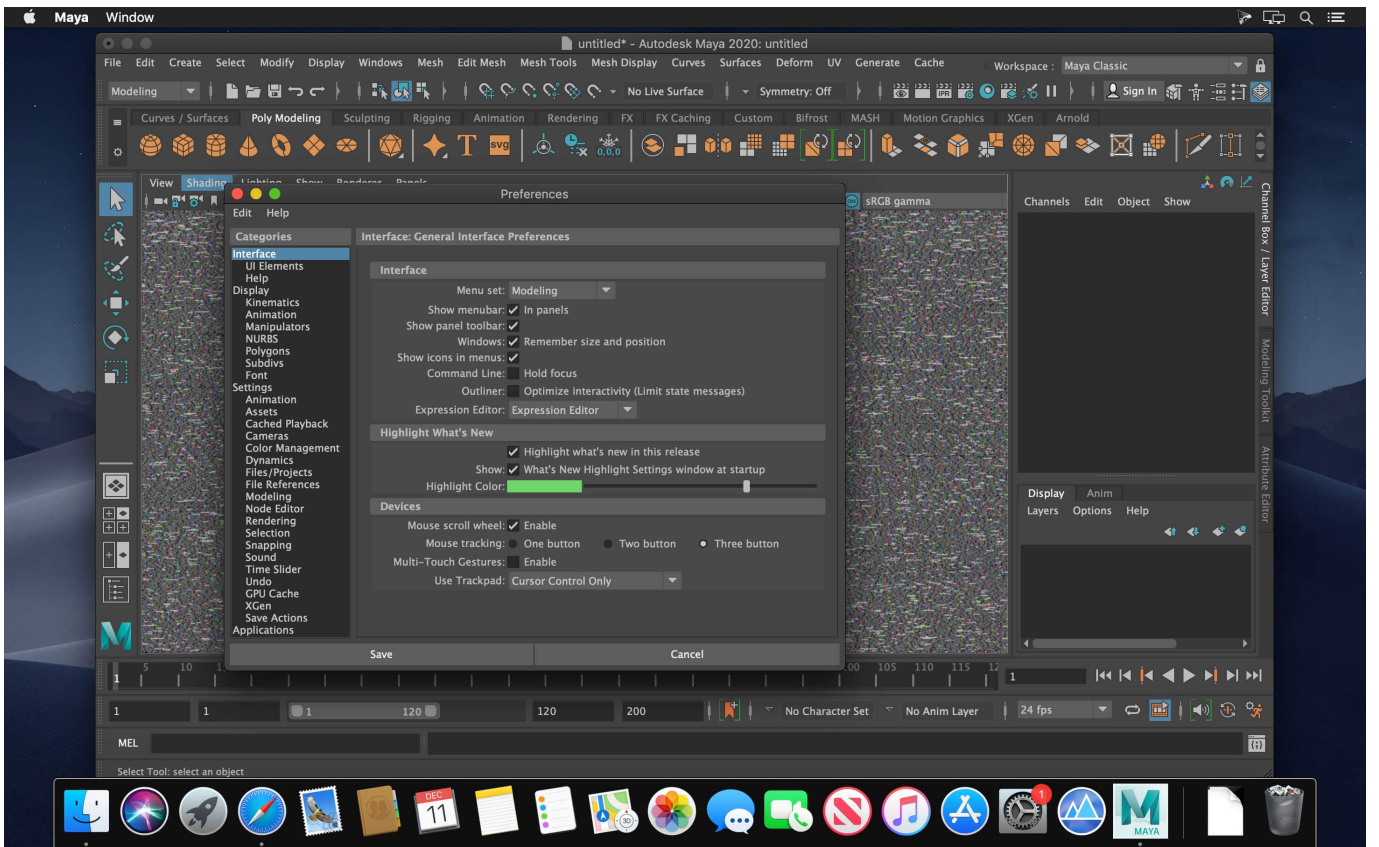 Maya Window
untitled* - Autodesk Maya 2020: untitled
File Edit Create Select Modify Display Windows Mesh Edit Mesh Mesh Tools Mesh Display Curves Surfaces Deform UV Generate Cache Workspace : Maya Classic
Modeling No Live Surface Symmetry: Off IPR Sign In
Curves / Surfaces Poly Modeling Sculpting Rigging Animation Rendering FX FX Caching Custom Bifrost MASH Motion Graphics XGen Arnold
T svg 0,0,0
View Shading Lighting Show Renderer Panels
Preferences
sRGB gamma
Channels Edit Object Show
Edit Help
Categories
Interface: General Interface Preferences
Interface
UI Elements
Help
Display
Kinematics
Animation
Manipulators
NURBS
Polygons
Subdivs
Font
Settings
Animation
Assets
Cached Playback
Cameras
Color Management
Dynamics
Files/Projects
File References
Modeling
Node Editor
Rendering
Selection
Snapping
Sound
Time Slider
Undo
GPU Cache
XGen
Save Actions
Applications
Interface
Menu set: Modeling
Show menubar: In panels
Show panel toolbar:
Windows: Remember size and position
Show icons in menus:
Command Line: Hold focus
Outliner: Optimize interactivity (Limit state messages)
Expression Editor: Expression Editor
Highlight What's New
Highlight what's new in this release
Show: What's New Highlight Settings window at startup
Highlight Color:
Devices
Mouse scroll wheel: Enable
Mouse tracking: One button Two button Three button
Multi-Touch Gestures: Enable
Use Trackpad: Cursor Control Only
Save Cancel
Channel Box / Layer Editor
Modeling Toolkit
Attribute Editor
Display Anim
Layers Options Help
M
5 10 105 110 115
1 1
1 1 1 120 120 200 No Character Set No Anim Layer 24 fps
MEL
Select Tool: select an object
DEC
11
3D
1
M
MAYA